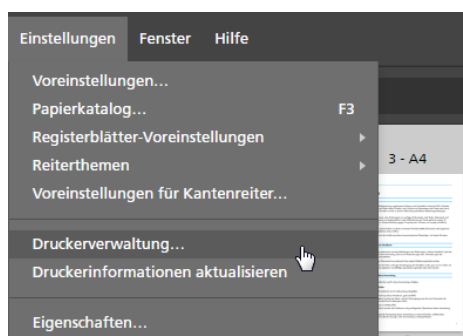 Einstellungen Fenster Hilfe
Voreinstellungen...
Papierkatalog... F3
Registerblätter-Voreinstellungen
Reiterthemen
3 - A4
Voreinstellungen für Kantenreiter...
Druckerverwaltung...
Druckerinformationen aktualisieren
Eigenschaften...